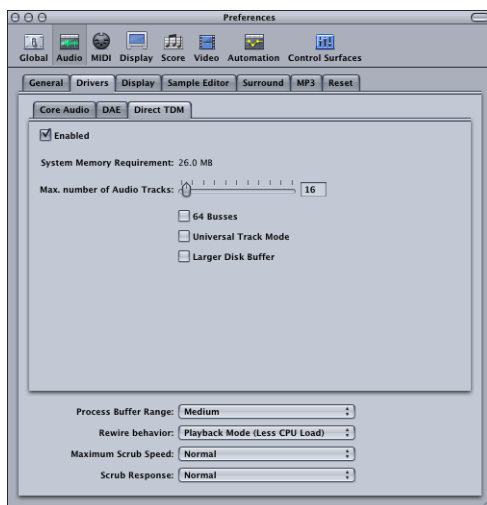 Preferences
Global Audio MIDI Display Score Video Automation Control Surfaces
General Drivers Display Sample Editor Surround MP3 Reset
Core Audio DAE Direct TDM
Enabled
System Memory Requirement: 26.0 MB
Max. number of Audio Tracks: 16
64 Busses
Universal Track Mode
Larger Disk Buffer
Process Buffer Range: Medium
Rewire behavior: Playback Mode (Less CPU Load)
Maximum Scrub Speed: Normal
Scrub Response: Normal